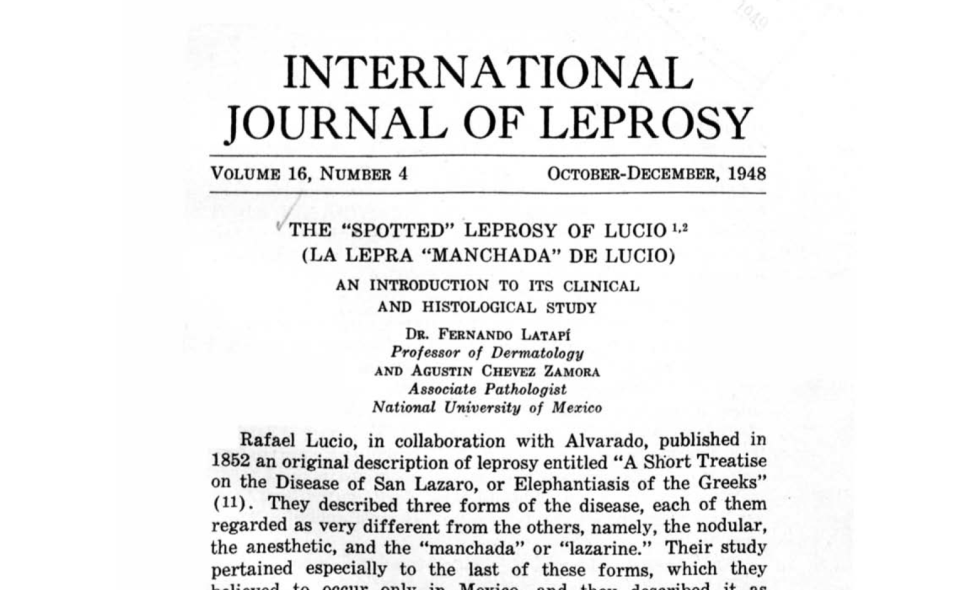 INTERNATIONAL
JOURNAL OF LEPROSY
VOLUME 16, NUMBER 4 OCTOBER-DECEMBER, 1948
THE “SPOTTED” LEPROSY OF LUCIO 1,2
(LA LEPRA “MANCHADA” DE LUCIO)
AN INTRODUCTION TO ITS CLINICAL
AND HISTOLOGICAL STUDY
DR. FERNANDO LATAPÍ
Professor of Dermatology
AND AGUSTIN CHEVEZ ZAMORA
Associate Pathologist
National University of Mexico
Rafael Lucio, in collaboration with Alvarado, published in
1852 an original description of leprosy entitled “A Short Treatise
on the Disease of San Lazaro, or Elephantiasis of the Greeks”
(11). They described three forms of the disease, each of them
regarded as very different from the others, namely, the nodular,
the anesthetic, and the “manchada” or “lazarine.” Their study
pertained especially to the last of these forms, which they
believed to occur only in Mexico, and they described it as